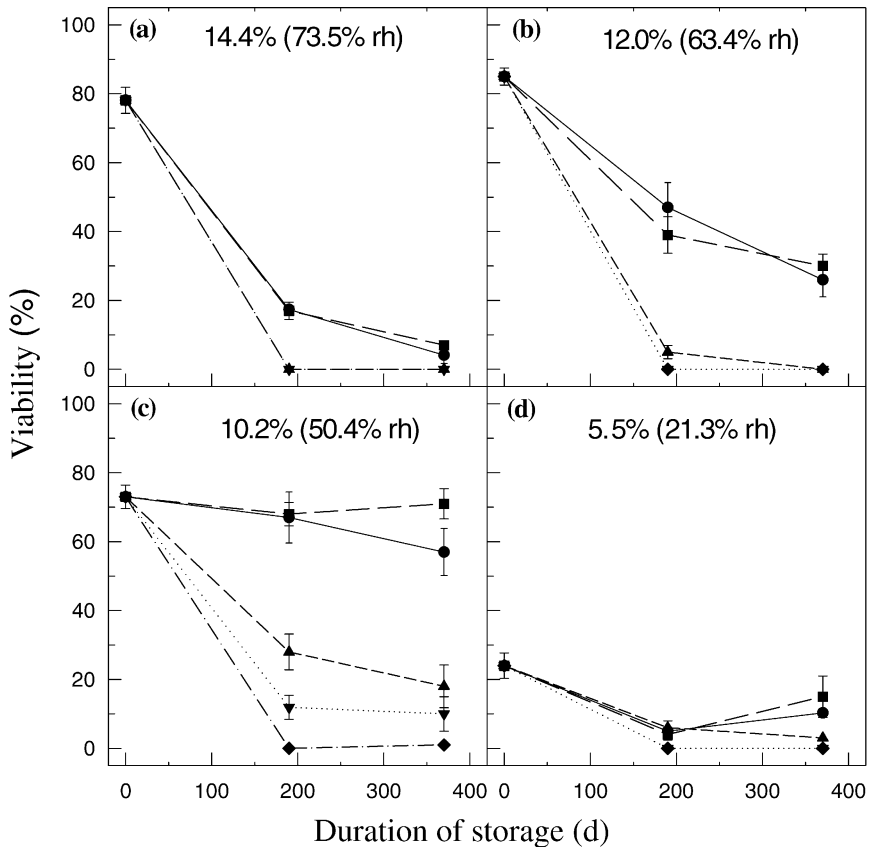 (a) 14.4% (73.5% rh)
(b) 12.0% (63.4% rh)
100
80
60
40
20
0
(c) 10.2% (50.4% rh)
(d) 5.5% (21.3% rh)
100
80
60
40
20
0
0 100 200 300 400
0 100 200 300 400
Viability (%)
Duration of storage (d)